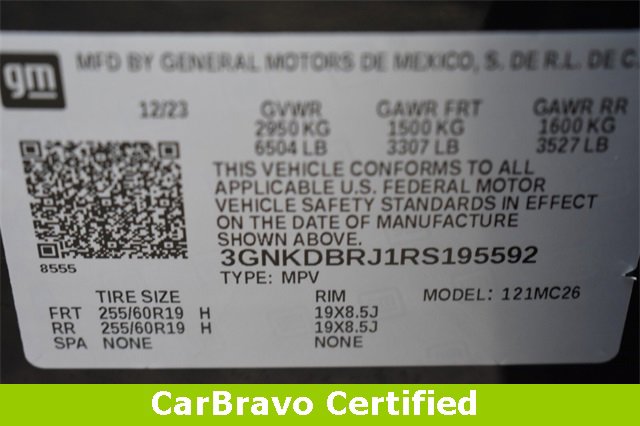 gm
MFD BY GENERAL MOTORS DE MEXICO, S. DE R.L. DE C.
12/23 GVWR GAWR FRT GAWR RR
2950 KG 1500 KG 1600 KG
6504 LB 3307 LB 3527 LB
THIS VEHICLE CONFORMS TO ALL
APPLICABLE U.S. FEDERAL MOTOR
VEHICLE SAFETY STANDARDS IN EFFECT
ON THE DATE OF MANUFACTURE
SHOWN ABOVE.
8555
3GNKDBRJ1RS195592
TYPE: MPV
TIRE SIZE RIM MODEL: 121MC26
FRT 255/60R19 H 19X8.5J
RR 255/60R19 H 19X8.5J
SPA NONE NONE
CarBravo Certified